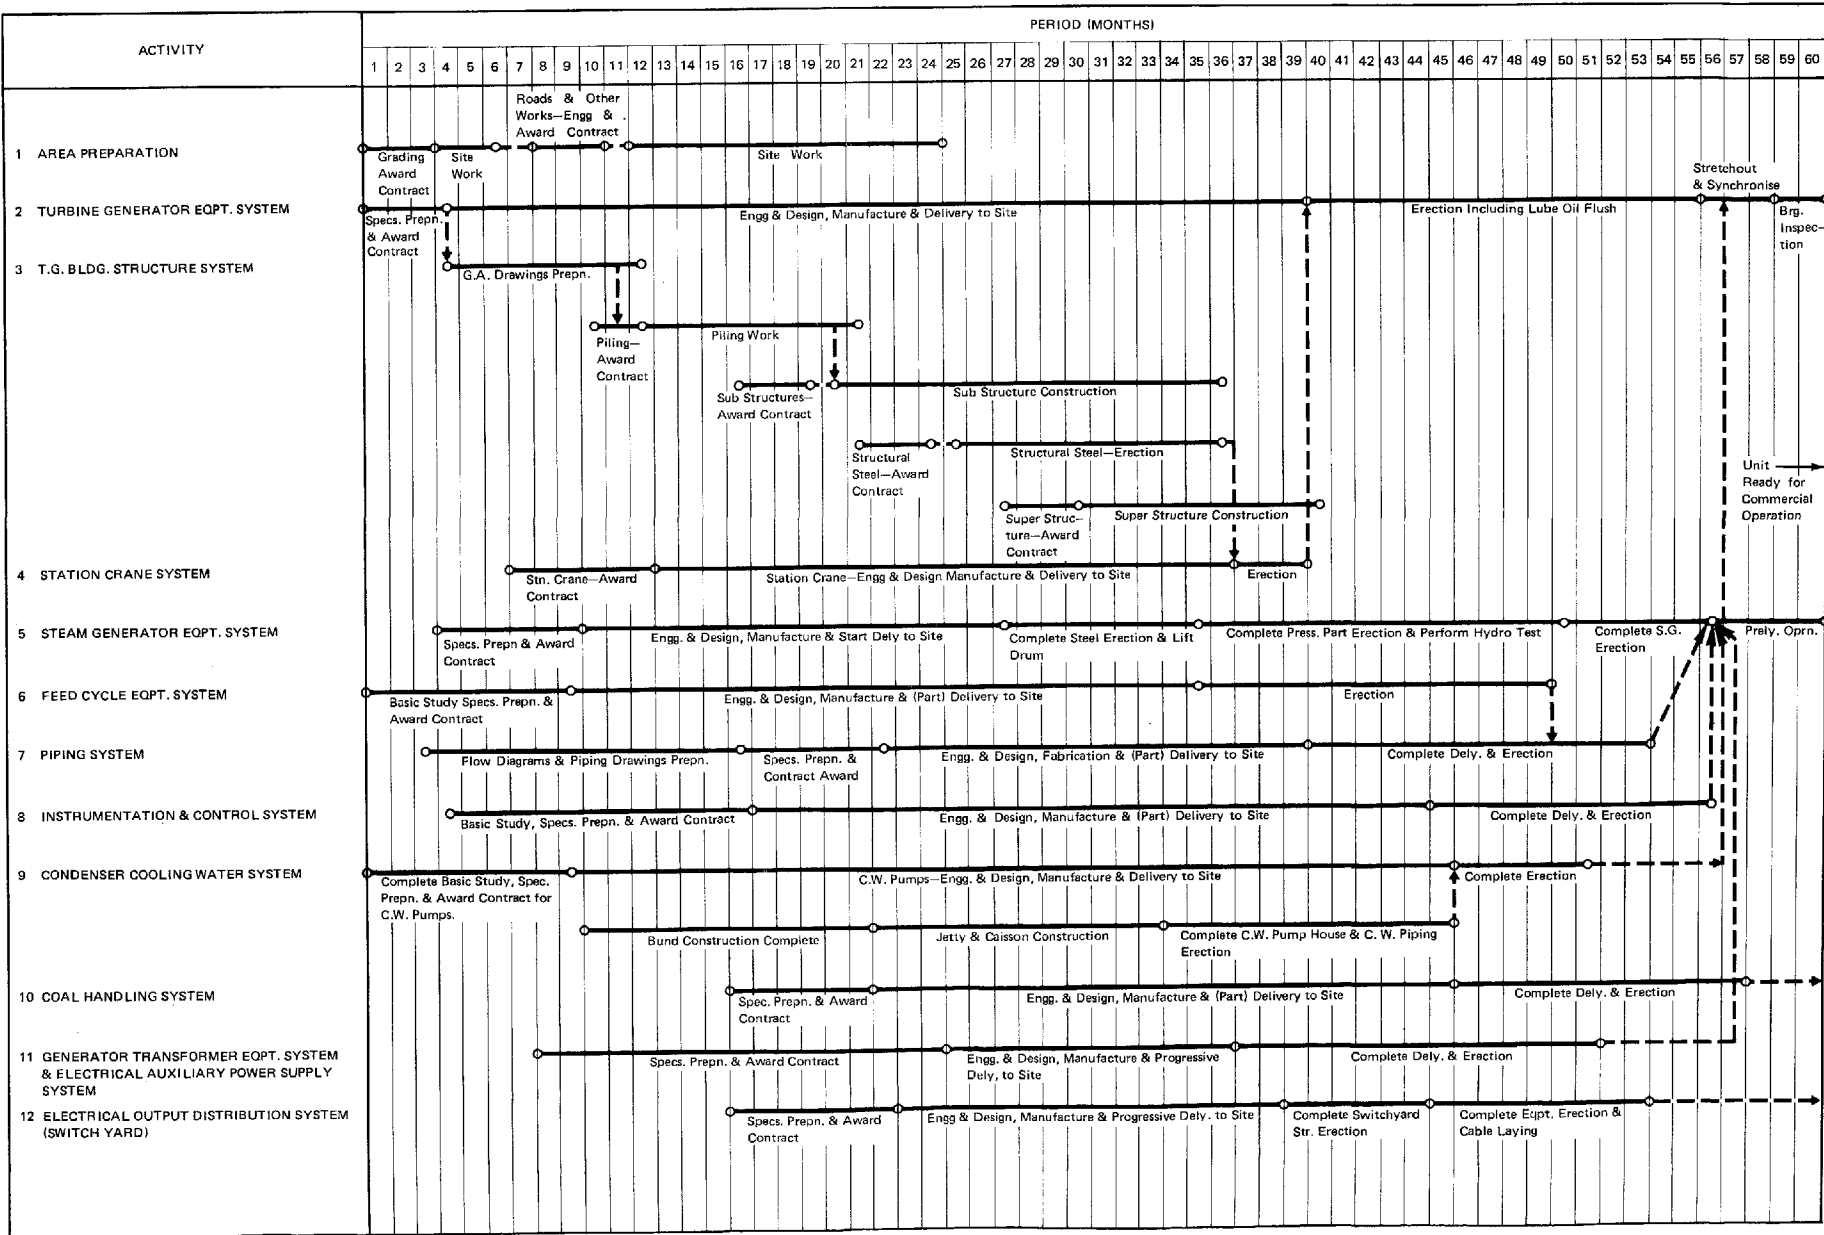 PERIOD (MONTHS)
ACTIVITY
1 2 3 4 5 6 7 8 9 10 11 12 13 14 15 16 17 18 19 20 21 22 23 24 25 26 27 28 29 30 31 32 33 34 35 36 37 38 39 40 41 42 43 44 45 46 47 48 49 50 51 52 53 54 55 56 57 58 59 60
Roads & Other
Works—Engg &
Award Contract
1 AREA PREPARATION
Grading
Award
Contract
Site
Work
Site Work
Stretchout
& Synchronise
2 TURBINE GENERATOR EQPT. SYSTEM
Specs. Prepn.
& Award
Contract
Engg & Design, Manufacture & Delivery to Site
Erection Including Lube Oil Flush
Brg.
Inspec—
tion
3 T.G. BLDG. STRUCTURE SYSTEM
G.A. Drawings Prepn.
Piling—
Award
Contract
Piling Work
Sub Structures—
Award Contract
Sub Structure Construction
Structural
Steel—Award
Contract
Structural Steel—Erection
Unit
Ready for
Commercial
Operation
Super Struc—
ture—Award
Contract
Super Structure Construction
4 STATION CRANE SYSTEM
Stn. Crane—Award
Contract
Station Crane—Engg & Design Manufacture & Delivery to Site
Erection
5 STEAM GENERATOR EQPT. SYSTEM
Specs. Prepn & Award
Contract
Engg. & Design, Manufacture & Start Dely to Site
Complete Steel Erection & Lift
Drum
Complete Press. Part Erection & Perform Hydro Test
Complete S.G.
Erection
Prely. Oprn.
6 FEED CYCLE EQPT. SYSTEM
Basic Study Specs. Prepn. &
Award Contract
Engg. & Design, Manufacture & (Part) Delivery to Site
Erection
7 PIPING SYSTEM
Flow Diagrams & Piping Drawings Prepn.
Specs. Prepn. &
Contract Award
Engg. & Design, Fabrication & (Part) Delivery to Site
Complete Dely. & Erection
8 INSTRUMENTATION & CONTROL SYSTEM
Basic Study, Specs. Prepn. & Award Contract
Engg. & Design, Manufacture & (Part) Delivery to Site
Complete Dely. & Erection
9 CONDENSER COOLING WATER SYSTEM
Complete Basic Study, Spec.
Prepn. & Award Contract for
C.W. Pumps.
C.W. Pumps—Engg. & Design, Manufacture & Delivery to Site
Complete Erection
Bund Construction Complete
Jetty & Caisson Construction
Complete C.W. Pump House & C. W. Piping
Erection
10 COAL HANDLING SYSTEM
Spec. Prepn. & Award
Contract
Engg. & Design, Manufacture & (Part) Delivery to Site
Complete Dely. & Erection
11 GENERATOR TRANSFORMER EQPT. SYSTEM
& ELECTRICAL AUXILIARY POWER SUPPLY
SYSTEM
Specs. Prepn. & Award Contract
Engg. & Design, Manufacture & Progressive
Dely, to Site
Complete Dely. & Erection
12 ELECTRICAL OUTPUT DISTRIBUTION SYSTEM
(SWITCH YARD)
Specs. Prepn. & Award
Contract
Engg & Design, Manufacture & Progressive Dely. to Site
Complete Switchyard
Str. Erection
Complete Eqpt. Erection &
Cable Laying